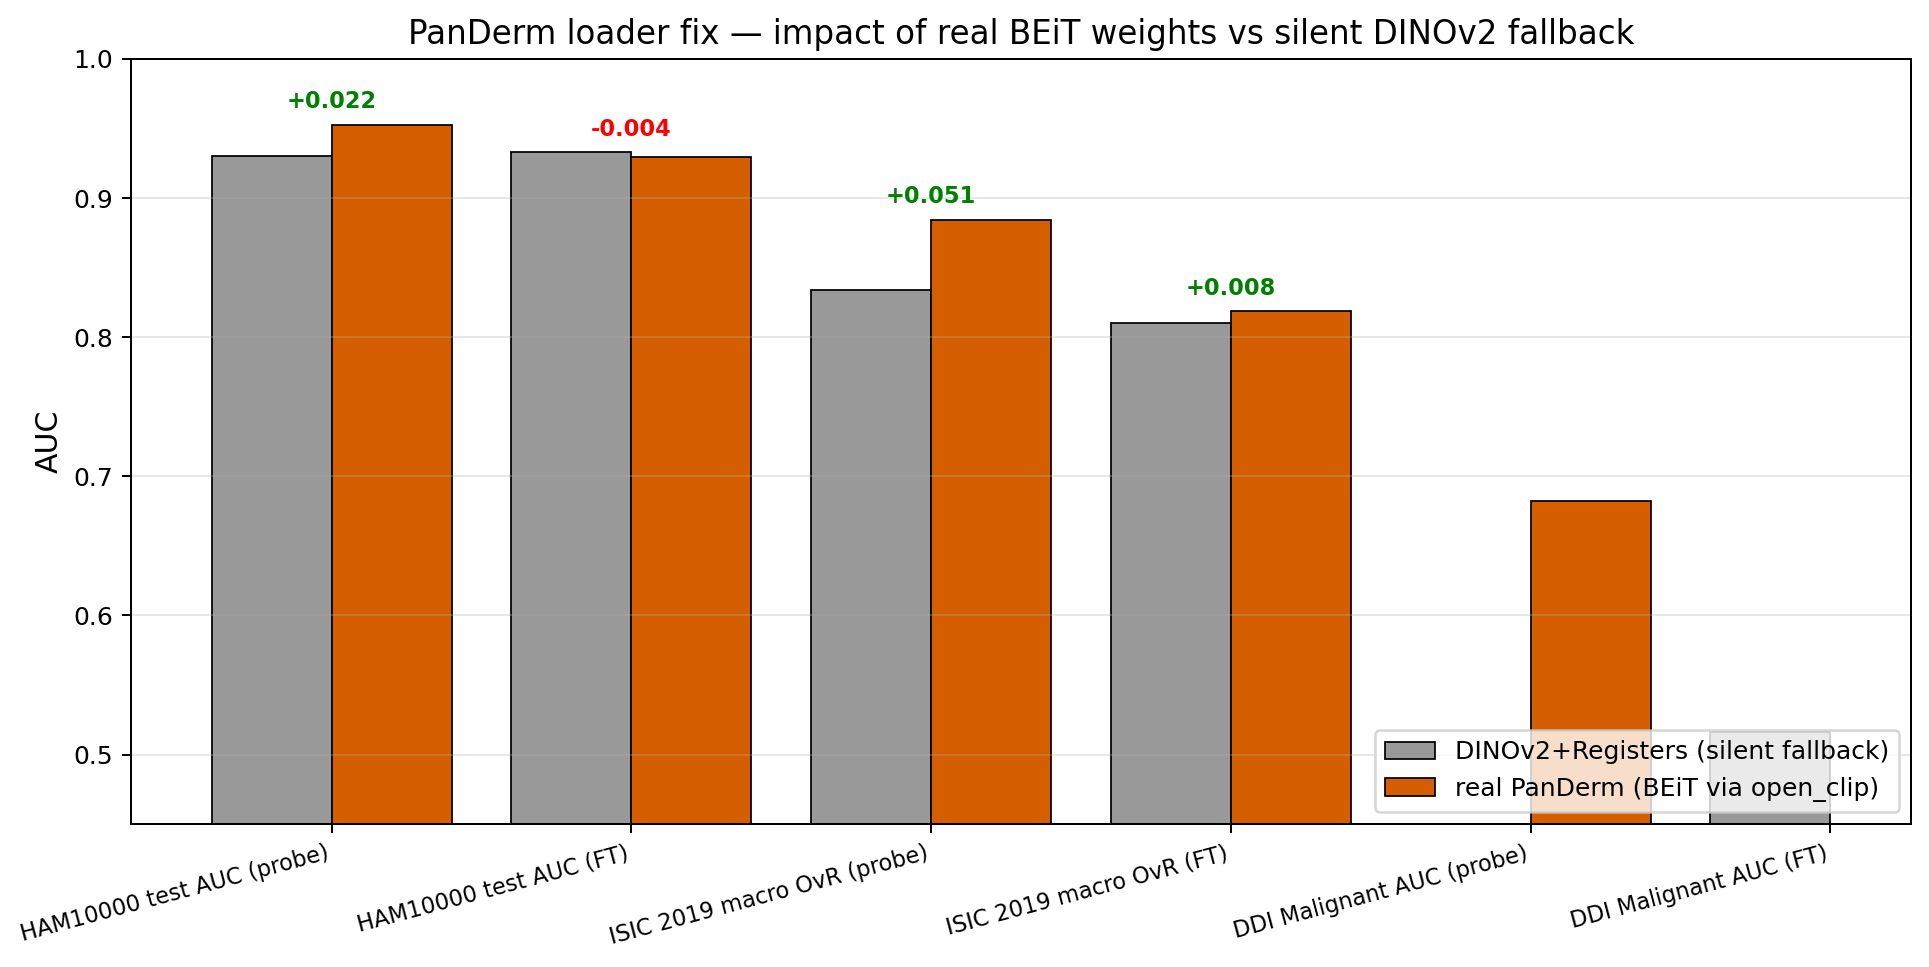 PanDerm loader fix — impact of real BEiT weights vs silent DINOv2 fallback
1.0
0.9
0.8
0.7
0.6
0.5
AUC
+0.022
-0.004
+0.051
+0.008
DINOv2+Registers (silent fallback)
real PanDerm (BEiT via open_clip)
HAM10000 test AUC (probe)
HAM10000 test AUC (FT)
ISIC 2019 macro OvR (probe)
ISIC 2019 macro OvR (FT)
DDI Malignant AUC (probe)
DDI Malignant AUC (FT)